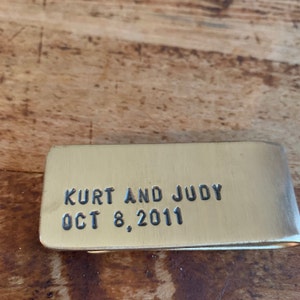 KURT AND JUDY
OCT 8, 2011